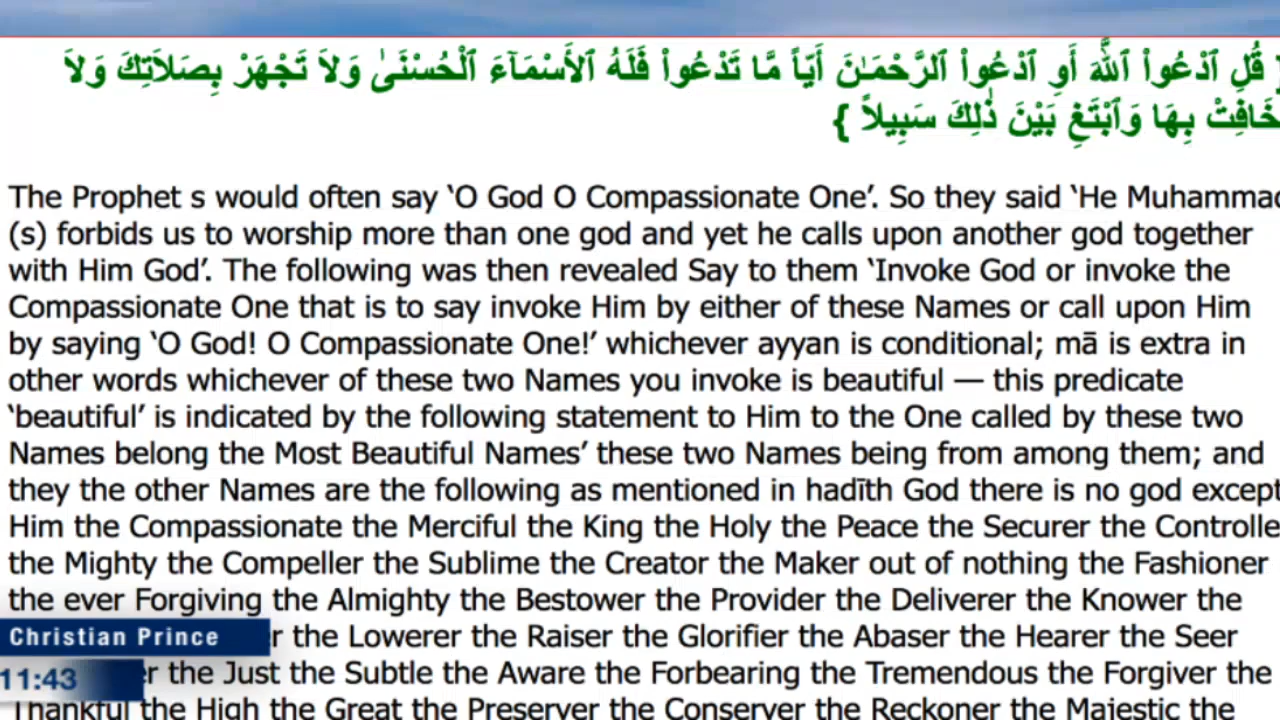 قُلِ ٱدْعُواْ ٱللَّهَ أَوِ ٱدْعُواْ ٱلرَّحْمَـٰنَ أَيّاً مَّا تَدْعُواْ فَلَهُ ٱلأَسْمَآءَ ٱلْحُسْنَىٰ وَلاَ تَجْهَرْ بِصَلاَتِكَ وَلاَ
خَافِتْ بِهَا وَٱبْتَغِ بَيْنَ ذٰلِكَ سَبِيلاً }
The Prophet s would often say ‘O God O Compassionate One’. So they said ‘He Muhammad
(s) forbids us to worship more than one god and yet he calls upon another god together
with Him God’. The following was then revealed Say to them ‘Invoke God or invoke the
Compassionate One that is to say invoke Him by either of these Names or call upon Him
by saying ‘O God! O Compassionate One!’ whichever ayyan is conditional; mā is extra in
other words whichever of these two Names you invoke is beautiful — this predicate
‘beautiful’ is indicated by the following statement to Him to the One called by these two
Names belong the Most Beautiful Names’ these two Names being from among them; and
they the other Names are the following as mentioned in hadīth God there is no god except
Him the Compassionate the Merciful the King the Holy the Peace the Securer the Controlle
the Mighty the Compeller the Sublime the Creator the Maker out of nothing the Fashioner
the ever Forgiving the Almighty the Bestower the Provider the Deliverer the Knower the
Christian Prince r the Lowerer the Raiser the Glorifier the Abaser the Hearer the Seer
11:43 r the Just the Subtle the Aware the Forbearing the Tremendous the Forgiver the
Thankful the High the Great the Preserver the Conserver the Reckoner the Majestic the